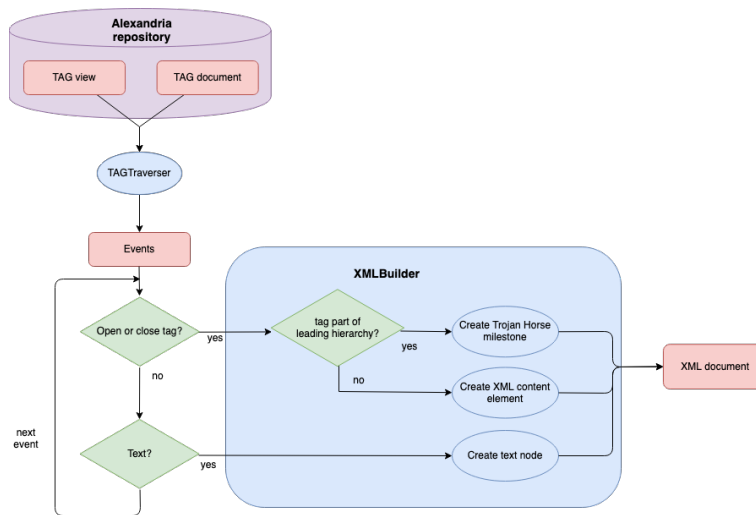 Alexandria
repository
TAG view
TAG document
TAGTraverser
Events
XMLBuilder
Open or close tag?
yes
tag part of
leading hierarchy?
yes
Create Trojan Horse
milestone
XML document
no
no
Create XML content
element
next
event
Text?
yes
Create text node